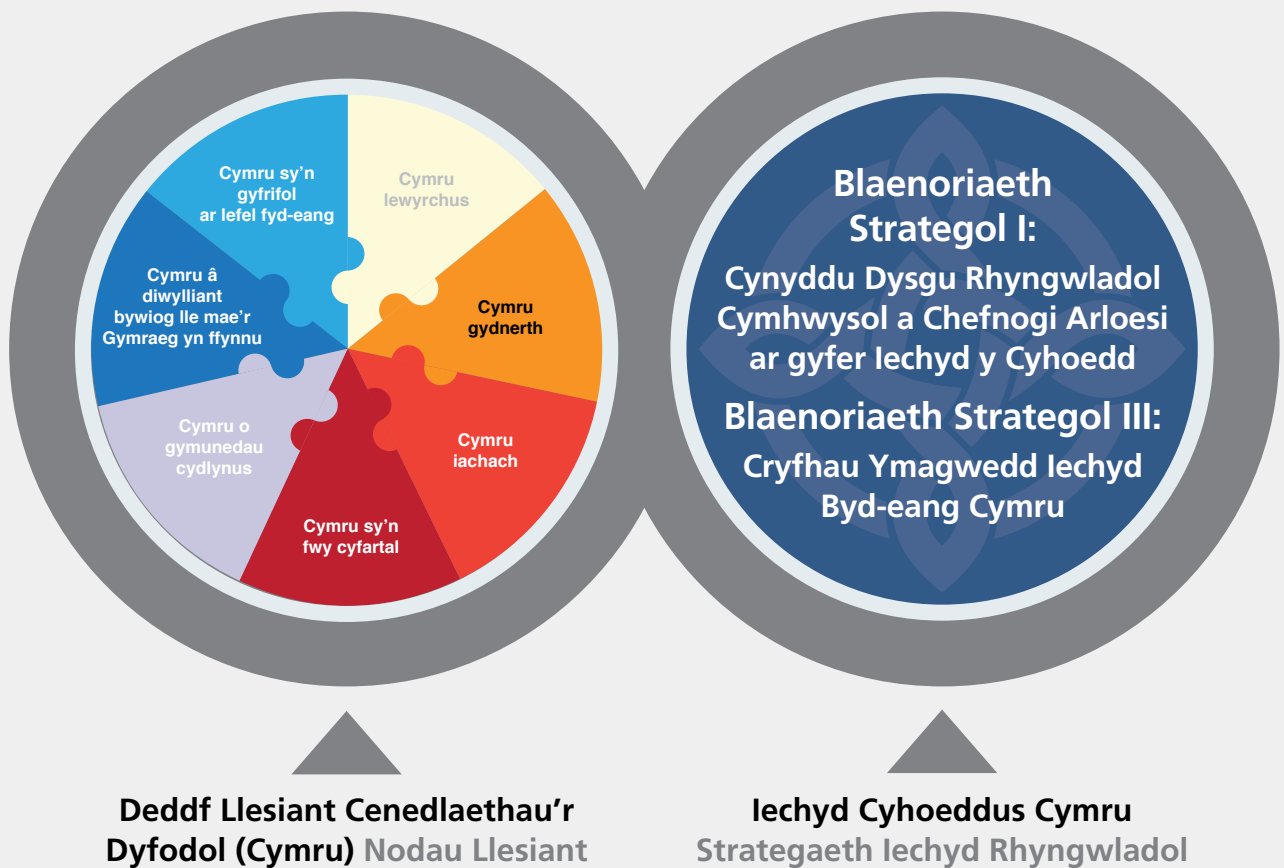 Cymru sy'n
gyfrifol
ar lefel fyd-eang
Cymru
lewyrchus
Cymru â
diwylliant
bywiog lle mae'r
Gymraeg yn ffynnu
Cymru
gydnerth
Cymru o
gymunedau
cydlynus
Cymru
iachach
Cymru sy'n
fwy cyfartal
Blaenoriaeth
Strategol I:
Cynyddu Dysgu Rhyngwladol
Cymhwysol a Chefnogi Arloesi
ar gyfer Iechyd y Cyhoedd
Blaenoriaeth Strategol III:
Cryfhau Ymagwedd Iechyd
Byd-eang Cymru
Deddf Llesiant Cenedlaethau'r
Dyfodol (Cymru) Nodau Llesiant
Iechyd Cyhoeddus Cymru
Strategaeth Iechyd Rhyngwladol